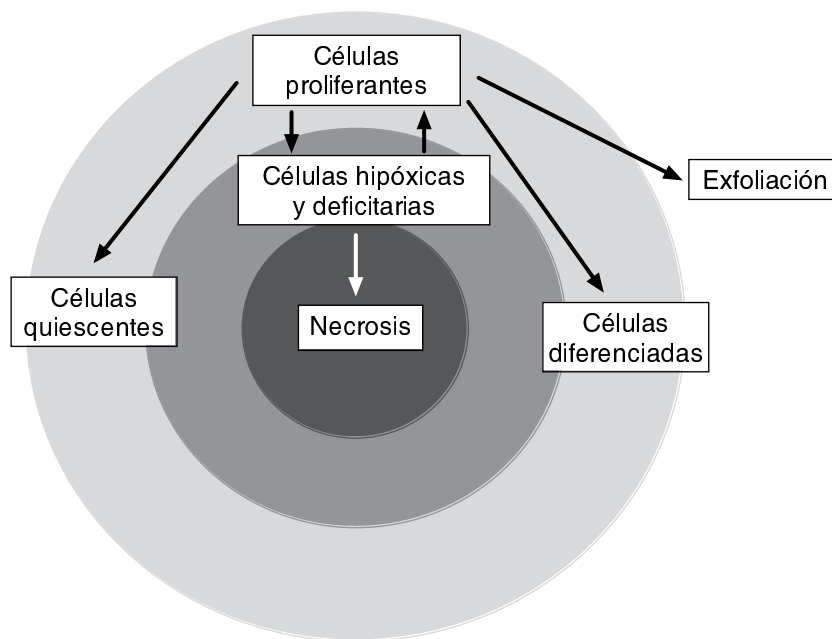 Células
proliferantes
Células hipóxicas
y deficitarias
Exfoliación
Células
quiescentes
Necrosis
Células
diferenciadas